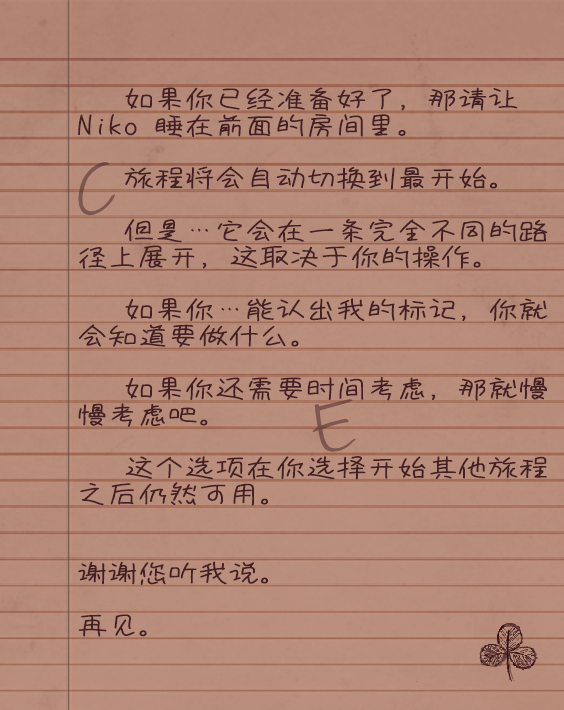 如果你已经准备好了，那请让
Niko 睡在前面的房间里。
C
旅程将会自动切换到最开始。
但是…它会在一条完全不同的路
径上展开，这取决于你的操作。
如果你…能认出我的标记，你就
会知道要做什么。
如果你还需要时间考虑，那就慢
慢考虑吧。
E
这个选项在你选择开始其他旅程
之后仍然可用。
谢谢您听我说。
再见。